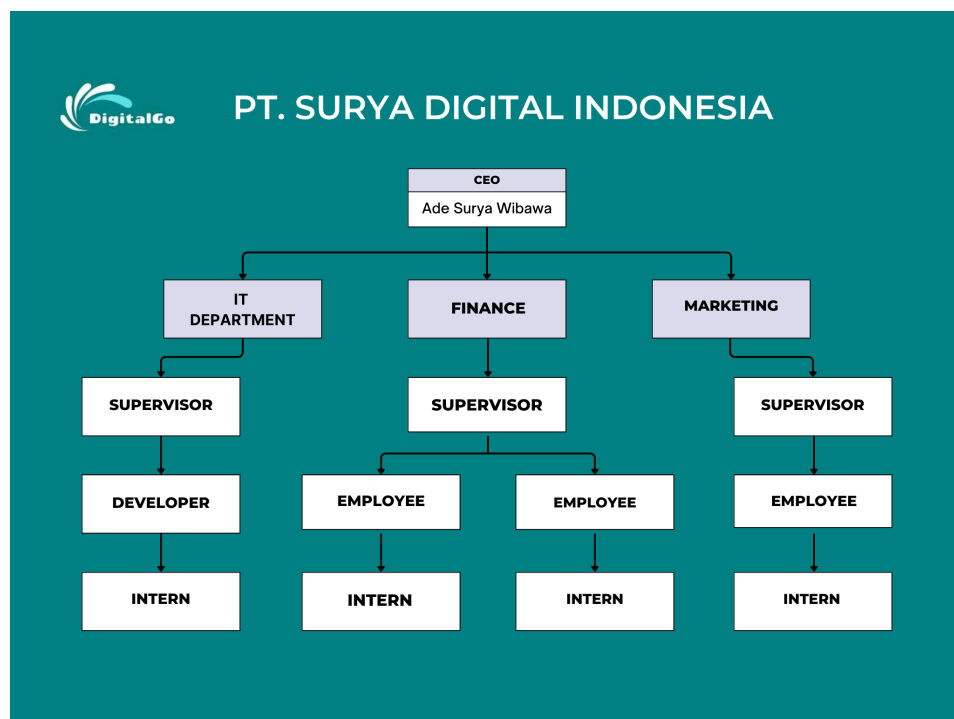 DigitalGo
PT. SURYA DIGITAL INDONESIA
CEO
Ade Surya Wibawa
IT
DEPARTMENT
FINANCE
MARKETING
SUPERVISOR
SUPERVISOR
SUPERVISOR
DEVELOPER
EMPLOYEE
EMPLOYEE
EMPLOYEE
INTERN
INTERN
INTERN
INTERN